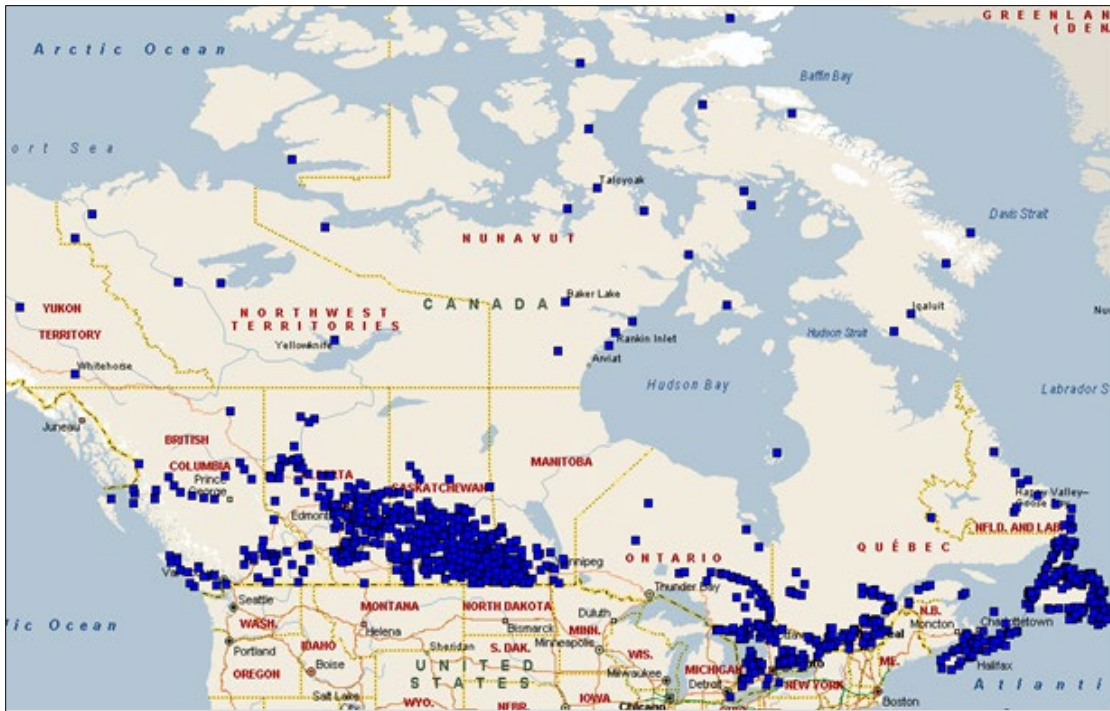 GREENLAN
( DEN
Arctic Ocean
Baffin Bay
ort Sea
Taloyoak
Davis Strait
NUNAVUT
CANADA
Baker Lake
YUKON
TERRITORY
NORTHWEST
TERRITORIES
Iqaluit
Hudson Strait
Rankin Inlet
Yellowknife
Arviat
Whitehorse
Hudson Bay
Labrador S
Juneau
BRITISH
COLUMBIA
Prince
George
MANITOBA
SASKATCHEWAN
Happy Valley–
Goose
Edmont
NFLD. AND LAB
QUÉBEC
ONTARIO
nnipeg
Thunder Bay
Seattle
MONTANA
NORTH DAKOTA
Duluth
N.B.
Moncton
Charlottetown
WASH.
Helena
Bismarck
MINN.
ic Ocean
Portland
IDAHO
Sheridan
S. DAK.
Minneapolis
WIS.
Halifax
OREGON
Boise
UNITED
STATES
MICHIGAN
Milwaukee
Detroit
NEW YORK
ME.
Atlanti
Salt Lake
WYO.
NEBR.
IOWA
Chicago
Boston